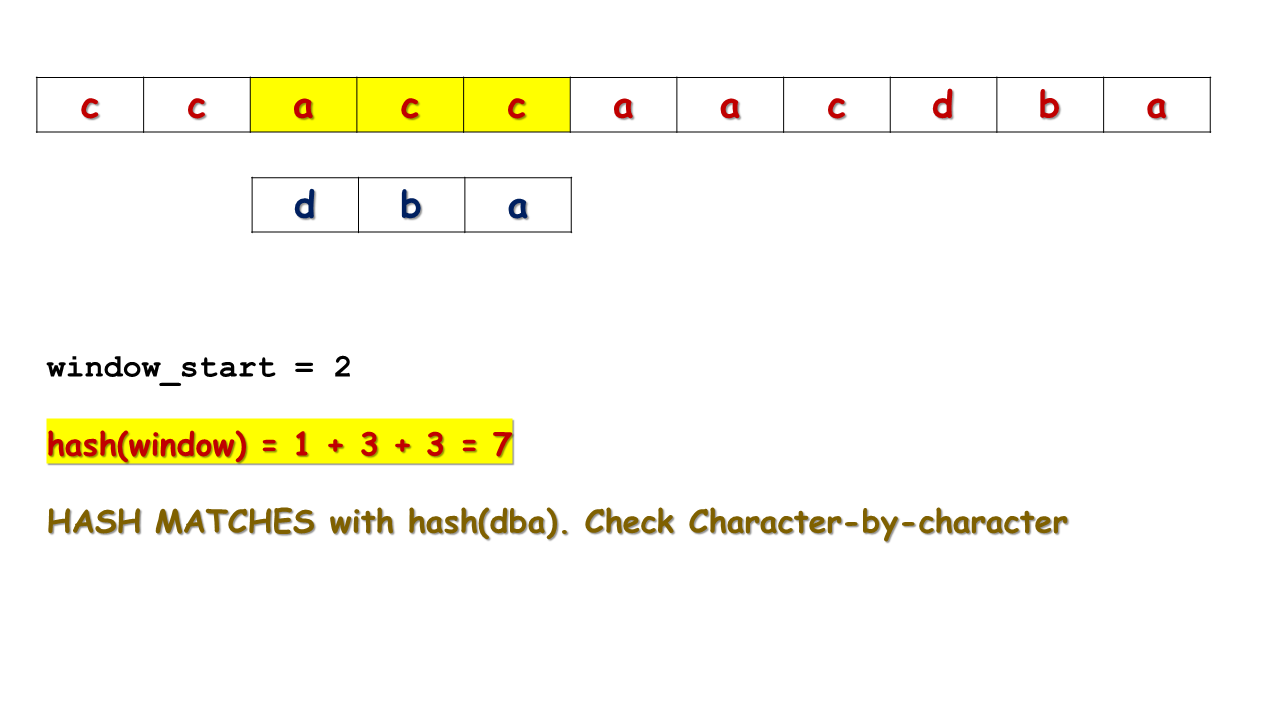 c c a c c a a c d b a
d b a
window_start = 2
hash(window) = 1 + 3 + 3 = 7
HASH MATCHES with hash(dba). Check Character-by-character